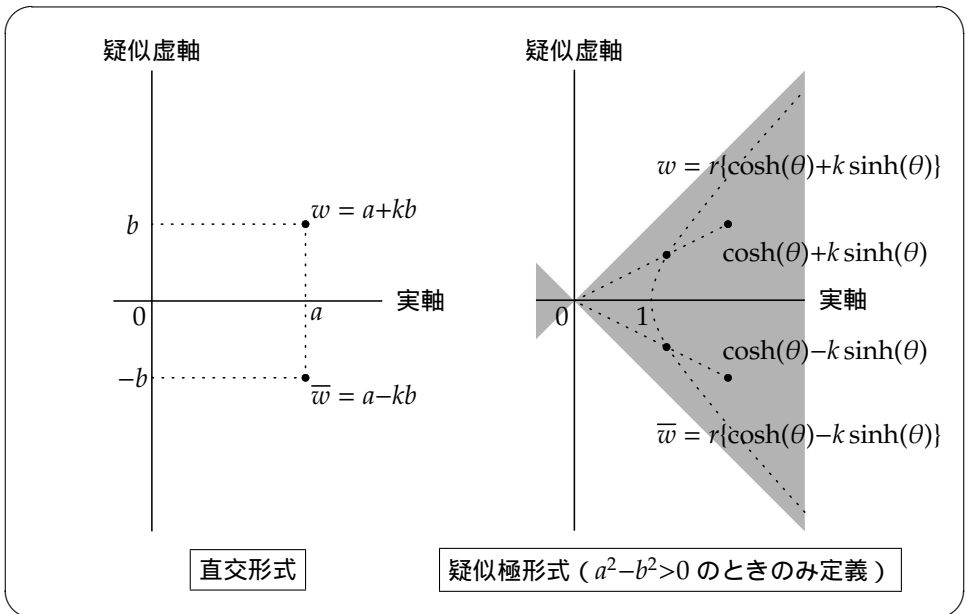 疑似虚軸
b
w = a+kb
0
a
実軸
−b
w̅ = a−kb
直交形式
疑似虚軸
w = r{cosh(θ)+k sinh(θ)}
cosh(θ)+k sinh(θ)
0
1
実軸
cosh(θ)−k sinh(θ)
w̅ = r{cosh(θ)−k sinh(θ)}
疑似極形式（a²−b²>0 のときのみ定義）